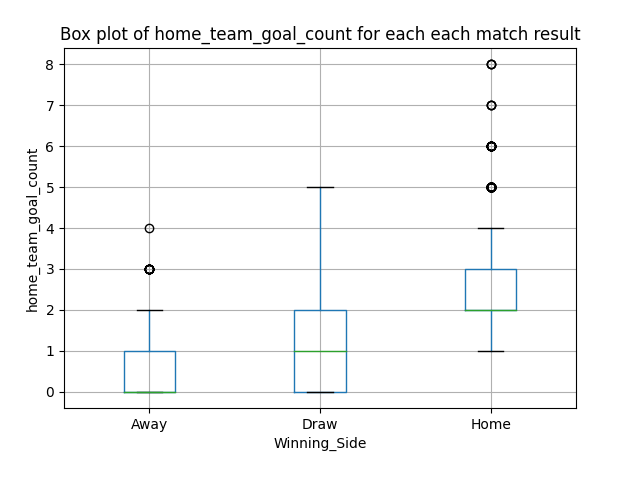 Box plot of home_team_goal_count for each each match result
8
7
6
5
4
3
2
1
0
home_team_goal_count
Away Draw Home
Winning_Side